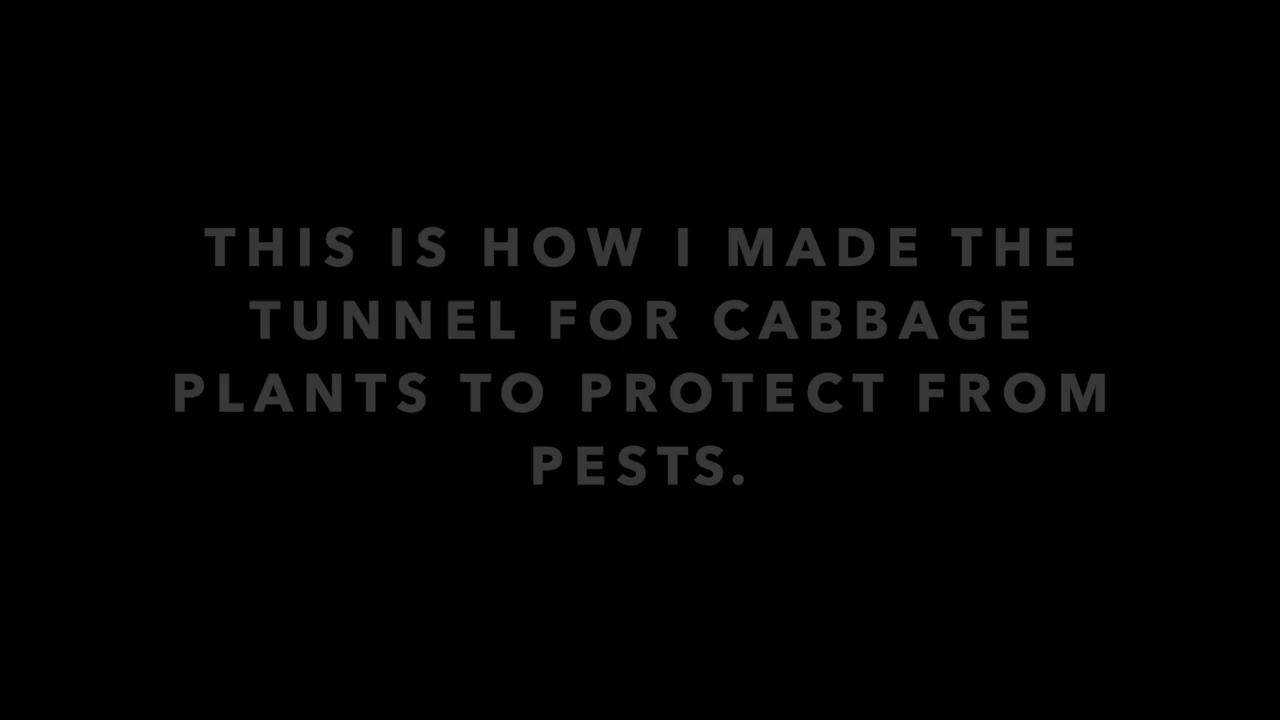 THIS IS HOW I MADE THE
TUNNEL FOR CABBAGE
PLANTS TO PROTECT FROM
PESTS.